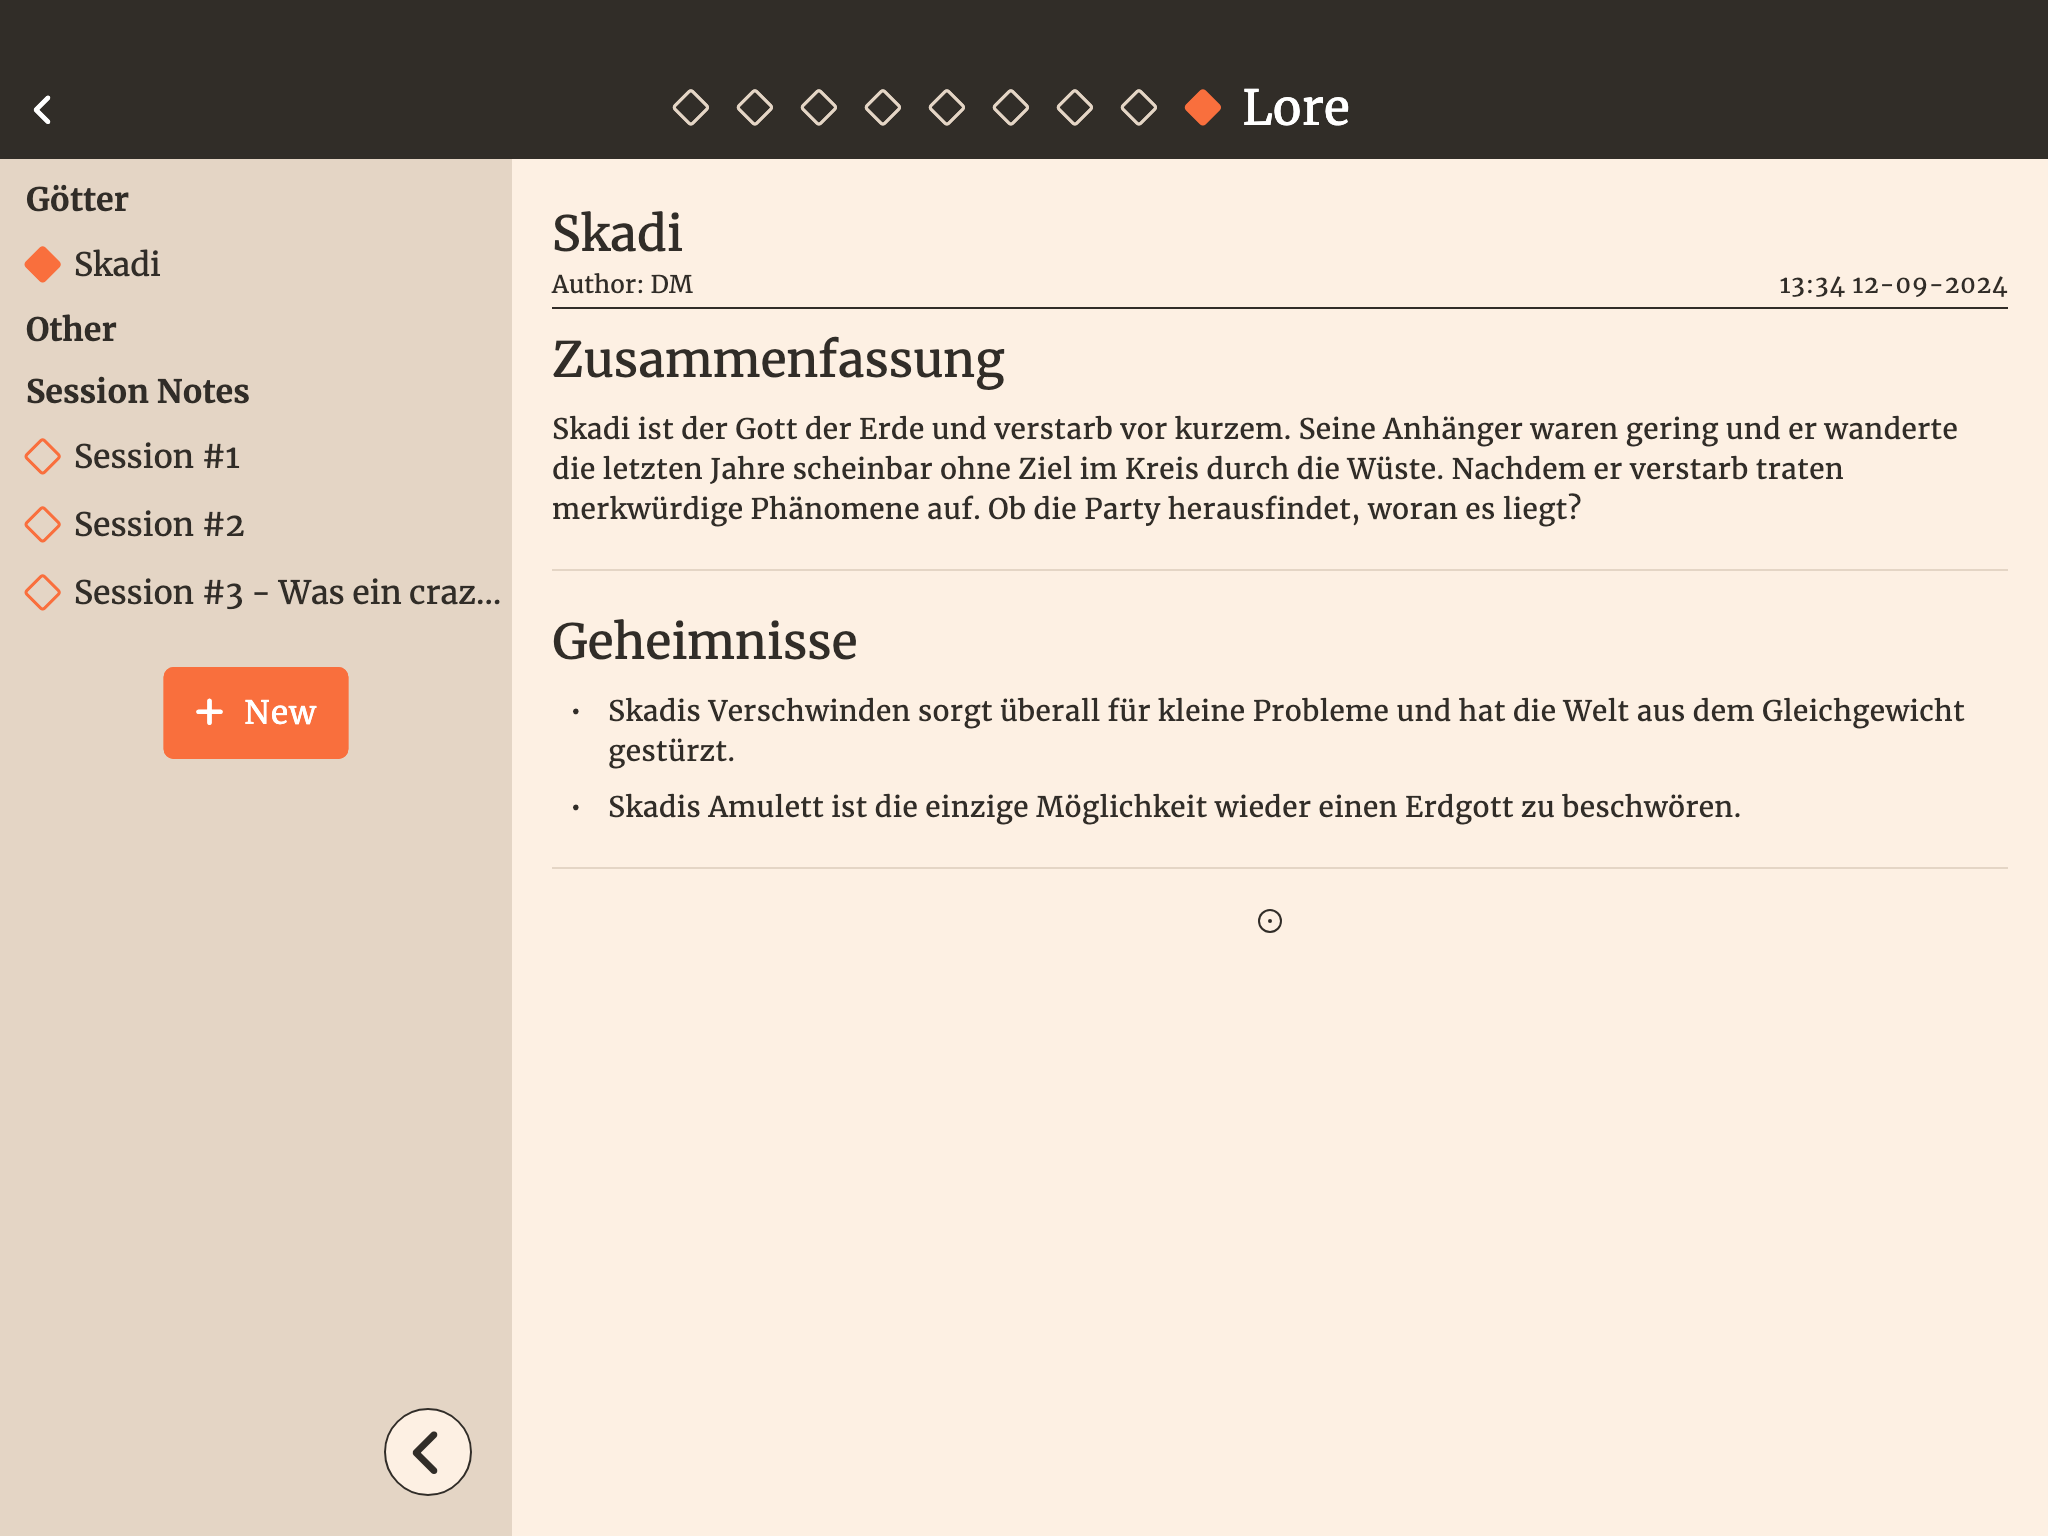 Lore
Götter
Skadi
Other
Session Notes
Session #1
Session #2
Session #3 - Was ein craz...
+ New
Skadi
Author: DM
13:34 12-09-2024
Zusammenfassung
Skadi ist der Gott der Erde und verstarb vor kurzem. Seine Anhänger waren gering und er wanderte
die letzten Jahre scheinbar ohne Ziel im Kreis durch die Wüste. Nachdem er verstarb traten
merkwürdige Phänomene auf. Ob die Party herausfindet, woran es liegt?
Geheimnisse
• Skadis Verschwinden sorgt überall für kleine Probleme und hat die Welt aus dem Gleichgewicht
gestürzt.
• Skadis Amulett ist die einzige Möglichkeit wieder einen Erdgott zu beschwören.